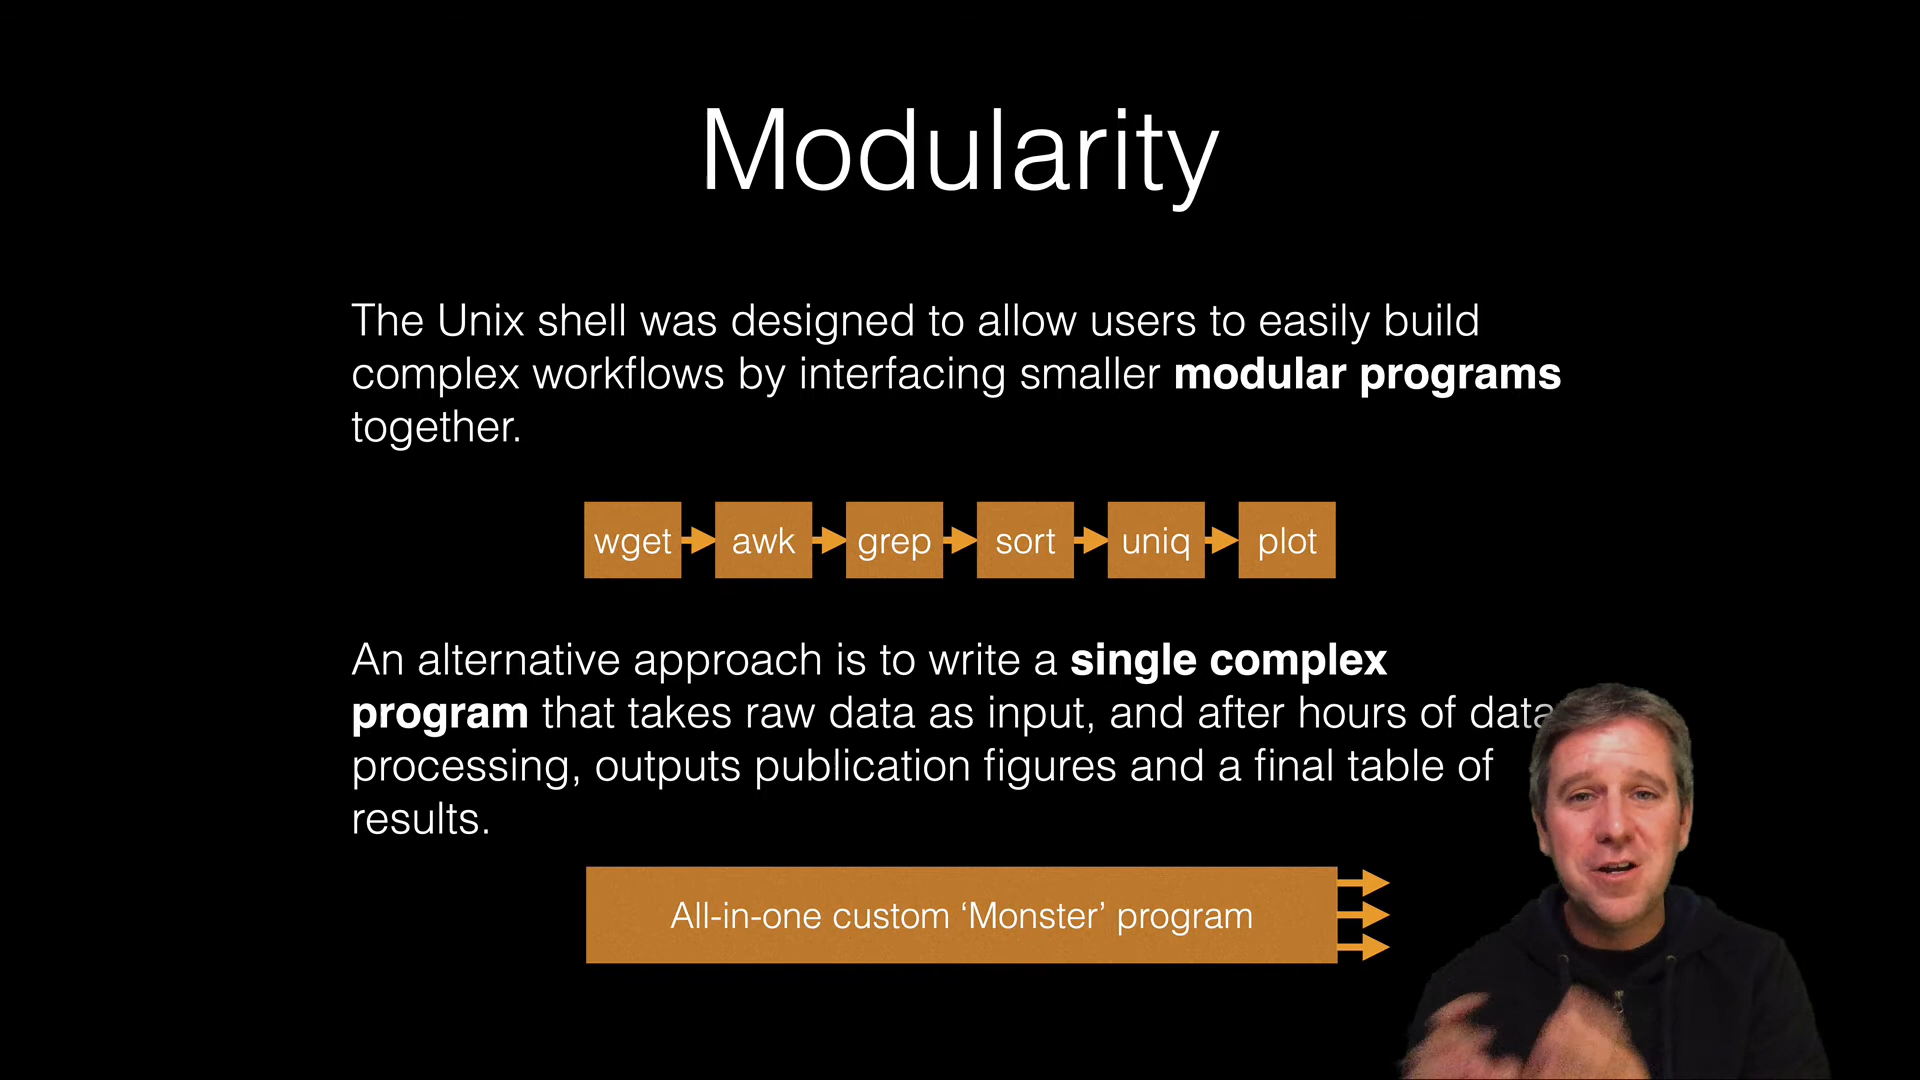 Modularity
The Unix shell was designed to allow users to easily build
complex workflows by interfacing smaller modular programs
together.
wget awk grep sort uniq plot
An alternative approach is to write a single complex
program that takes raw data as input, and after hours of data
processing, outputs publication figures and a final table of
results.
All-in-one custom ‘Monster’ program